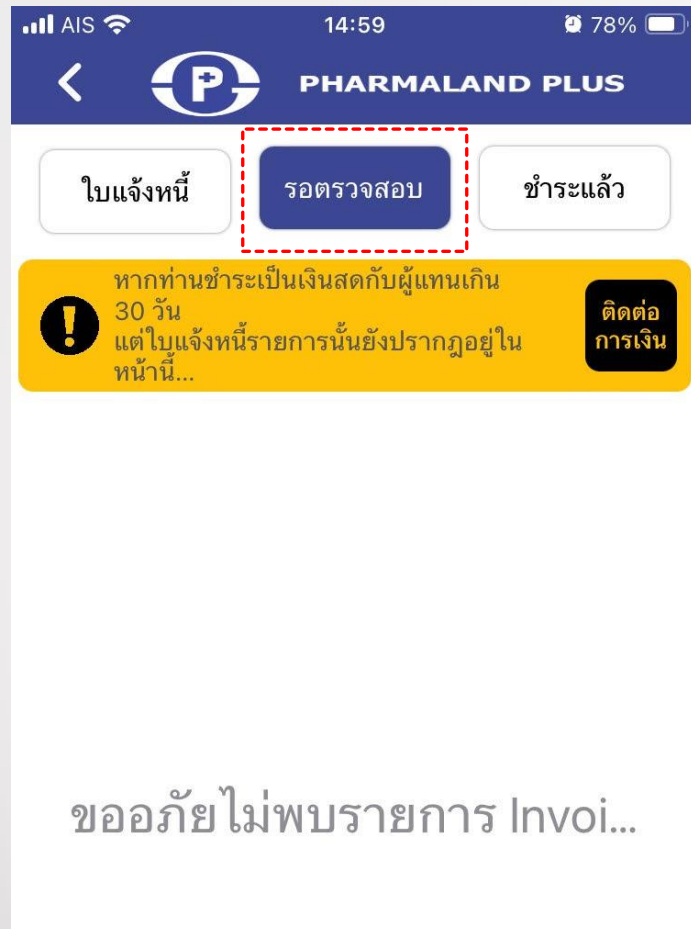 AIS 14:59 78%
P PHARMALAND PLUS
ใบแจ้งหนี้ รอตรวจสอบ ชำระแล้ว
หากท่านชำระเป็นเงินสดกับผู้แทนเกิน
30 วัน
แต่ใบแจ้งหนี้รายการนั้นยังปรากฎอยู่ใน
หน้านี้...
ติดต่อ
การเงิน
ขออภัยไม่พบรายการ Invoi...